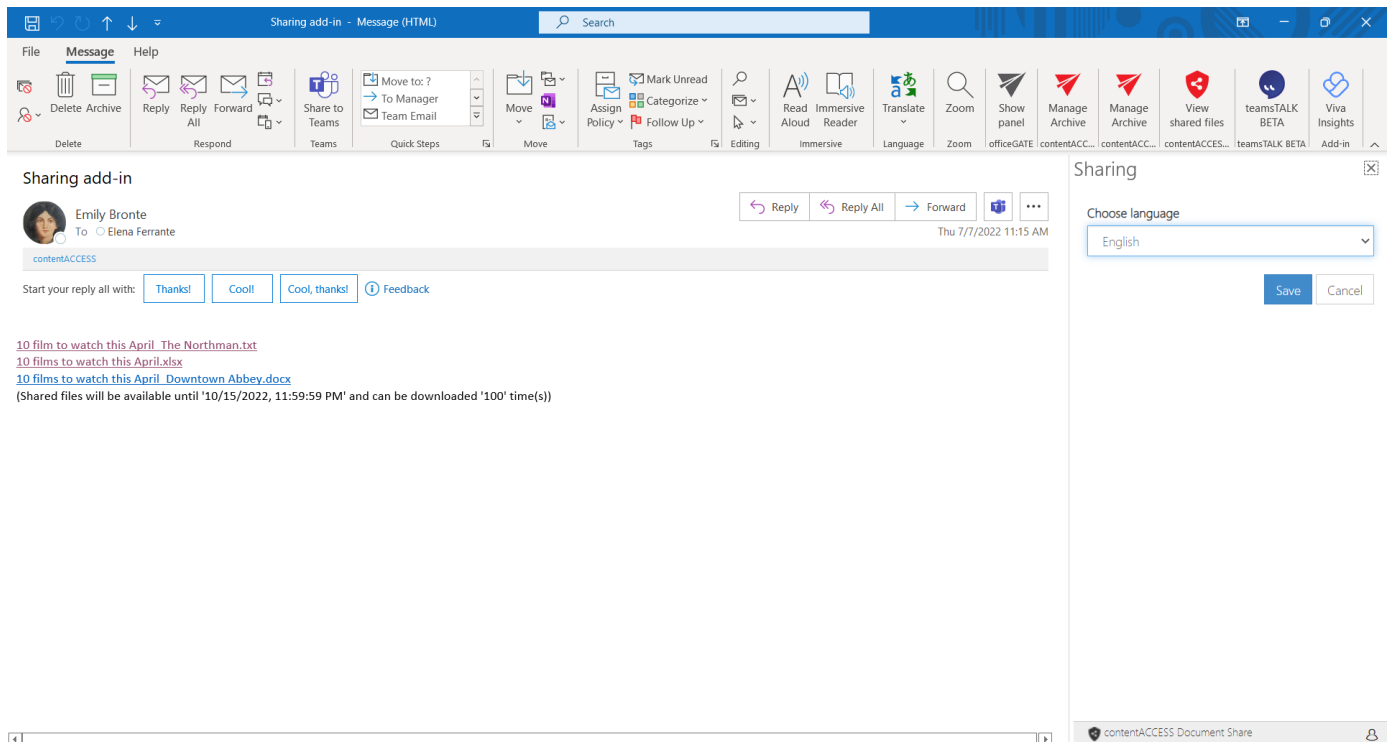 Sharing add-in - Message (HTML)
Search
File Message Help
Delete Archive
Reply
Reply All
Forward
Share to Teams
Move to: ?
To Manager
Team Email
Move
Assign Policy
Mark Unread
Categorize
Follow Up
Read Aloud
Immersive Reader
Translate
Zoom
Show panel
Manage Archive
Manage Archive
View shared files
teamsTALK BETA
Viva Insights
Delete Respond Teams Quick Steps Move Tags Editing Immersive Language Zoom officeGATE contentACC... contentACC... contentACCES... teamsTALK BETA Add-in
Sharing add-in
Emily Bronte
To Elena Ferrante
Reply Reply All Forward
Thu 7/7/2022 11:15 AM
contentACCESS
Start your reply all with: Thanks! Cool! Cool, thanks! Feedback
10 film to watch this April_The Northman.txt
10 films to watch this April.xlsx
10 films to watch this April_Downtown Abbey.docx
(Shared files will be available until '10/15/2022, 11:59:59 PM' and can be downloaded '100' time(s))
Sharing
Choose language
English
Save Cancel
contentACCESS Document Share